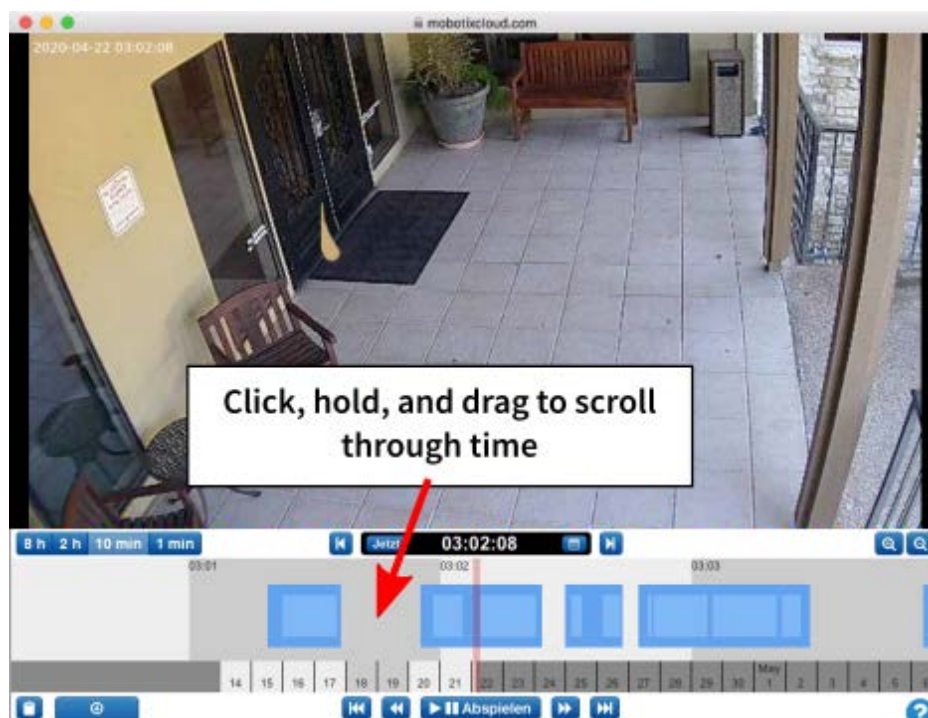 mobotixcloud.com
2020-04-22 03:02:08
Click, hold, and drag to scroll
through time
8 h 2 h 10 min 1 min
Jetzt 03:02:08
03:01 03:02 03:03
May
14 15 16 17 18 19 20 21 22 23 24 25 26 27 28 29 30 1 2 3 4 5
Abspielen
?